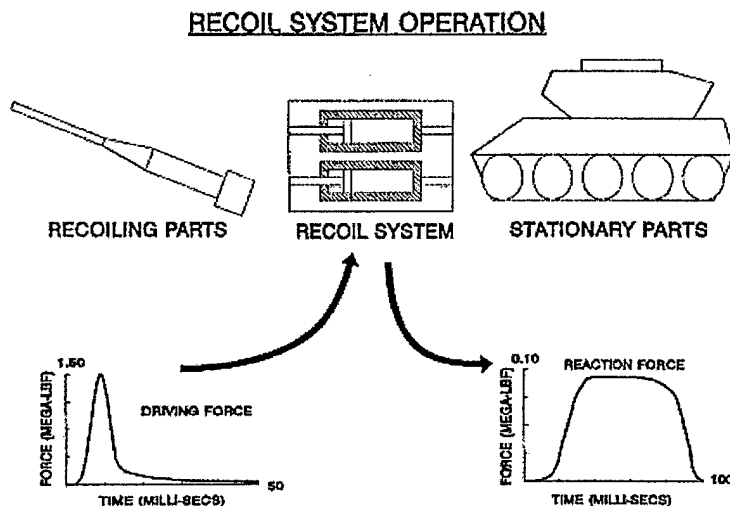 RECOIL SYSTEM OPERATION
RECOILING PARTS
RECOIL SYSTEM
STATIONARY PARTS
1.50
FORCE (MEGA-LBF)
DRIVING FORCE
50
TIME (MILLI-SECS)
0.10
REACTION FORCE
FORCE (MEGA-LBF)
100
TIME (MILLI-SECS)